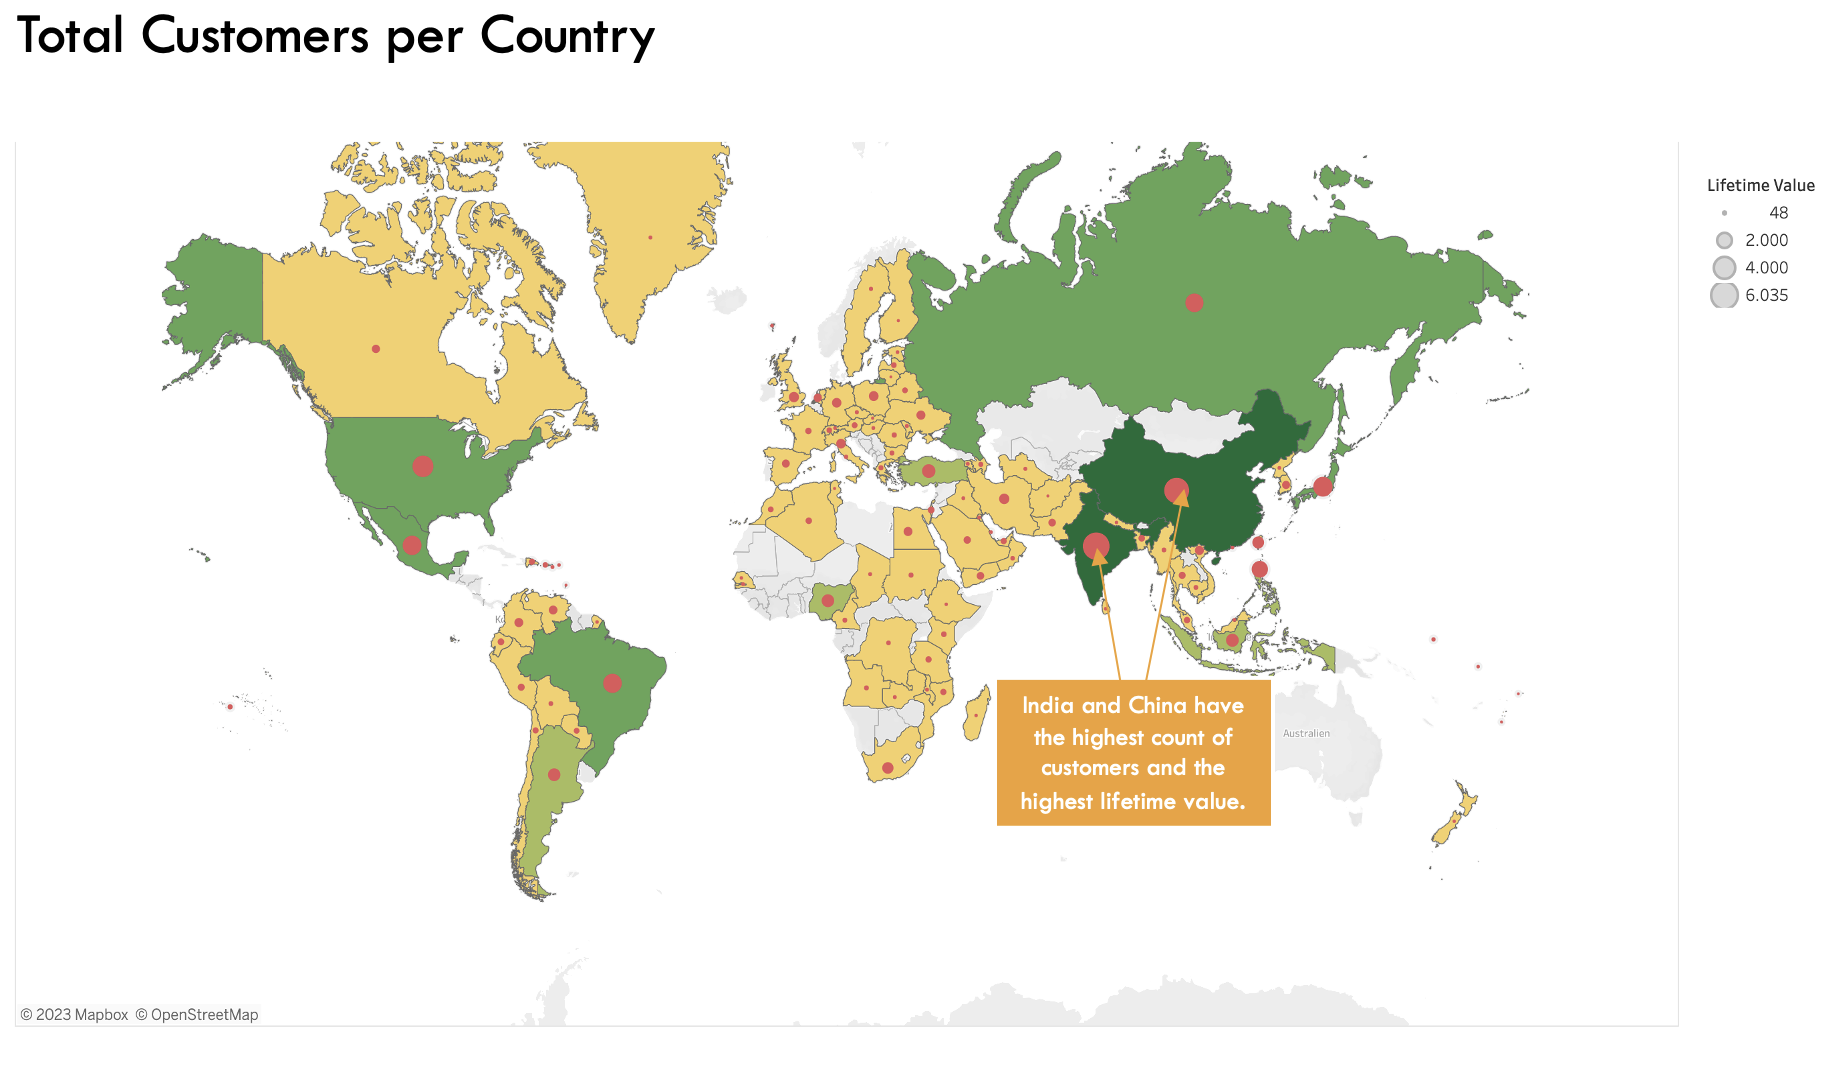 Total Customers per Country
Lifetime Value
48
2.000
4.000
6.035
India and China have
the highest count of
customers and the
highest lifetime value.
Australien
© 2023 Mapbox © OpenStreetMap